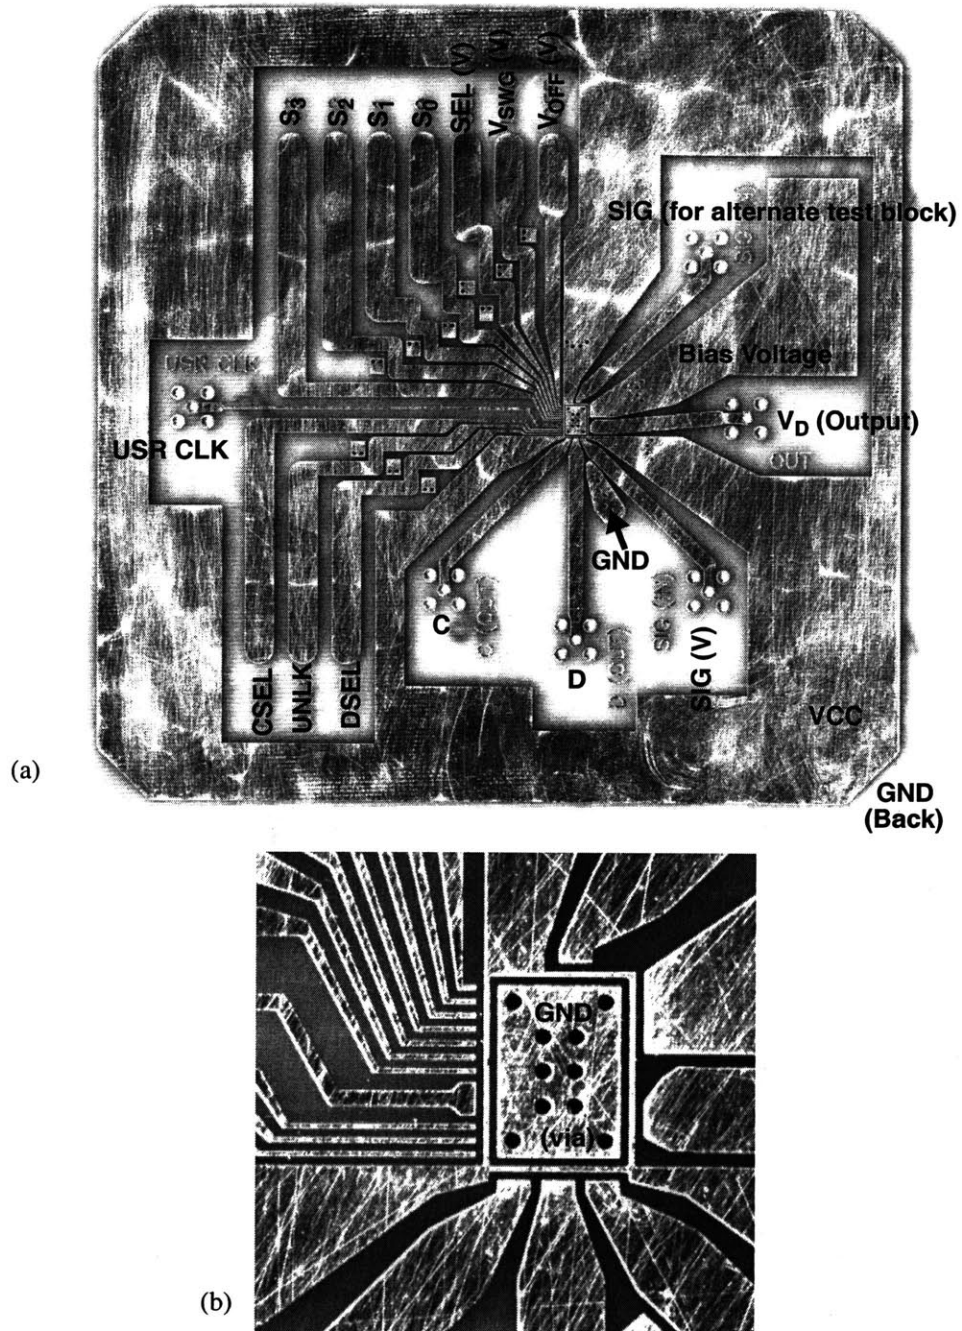 S3
S2
S1
S0
SEL (V)
VSWG (V)
VOFF (V)
SIG (for alternate test block)
Bias Voltage
USR CLK
USR CLK
VD (Output)
OUT
GND
C
D
SIG (V)
SIG (V)
CSEL
UNLK
DSEL
VCC
(a)
GND
(Back)
GND
(via)
(b)